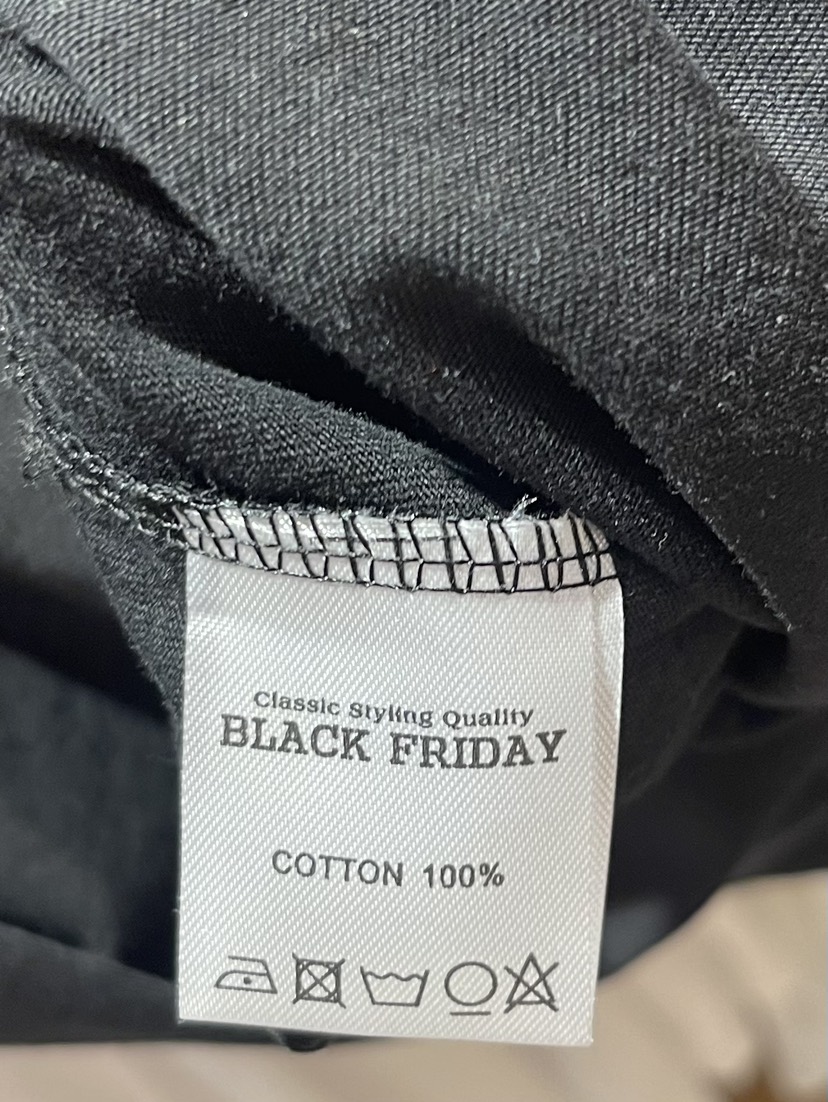 Classic Styling Quality
BLACK FRIDAY
COTTON 100%